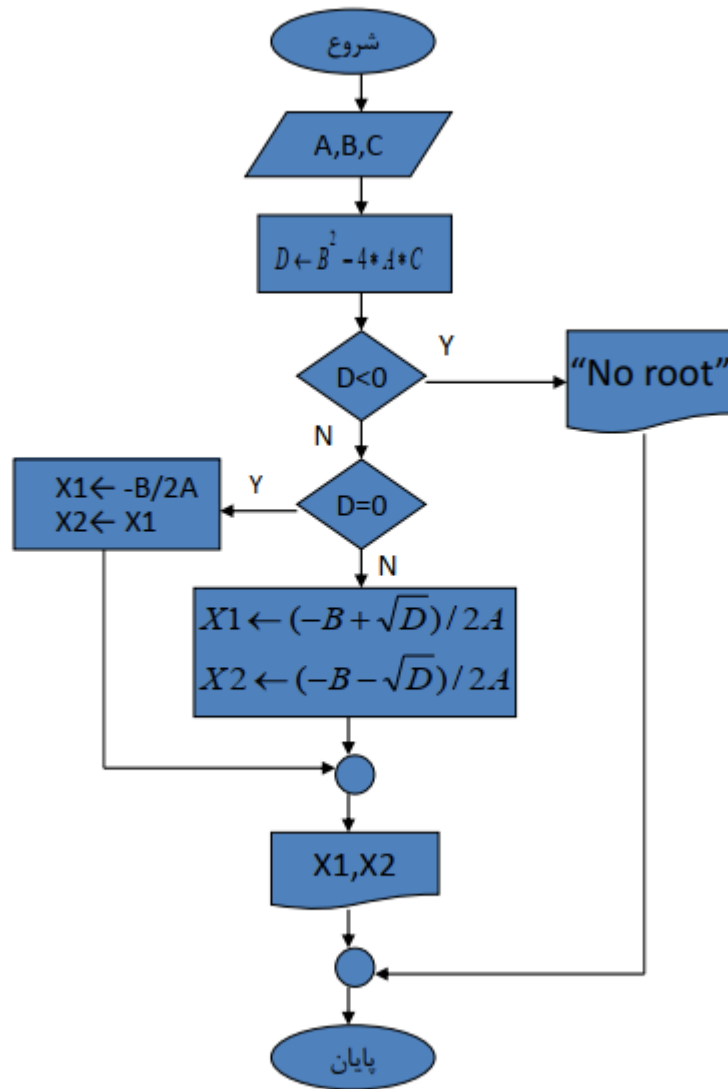 شروع
A,B,C
D ← B² − 4 * A * C
D<0
Y
“No root”
N
D=0
Y
X1← -B/2A
X2← X1
N
X1 ← (−B + √D) / 2A
X2 ← (−B − √D) / 2A
X1,X2
پایان